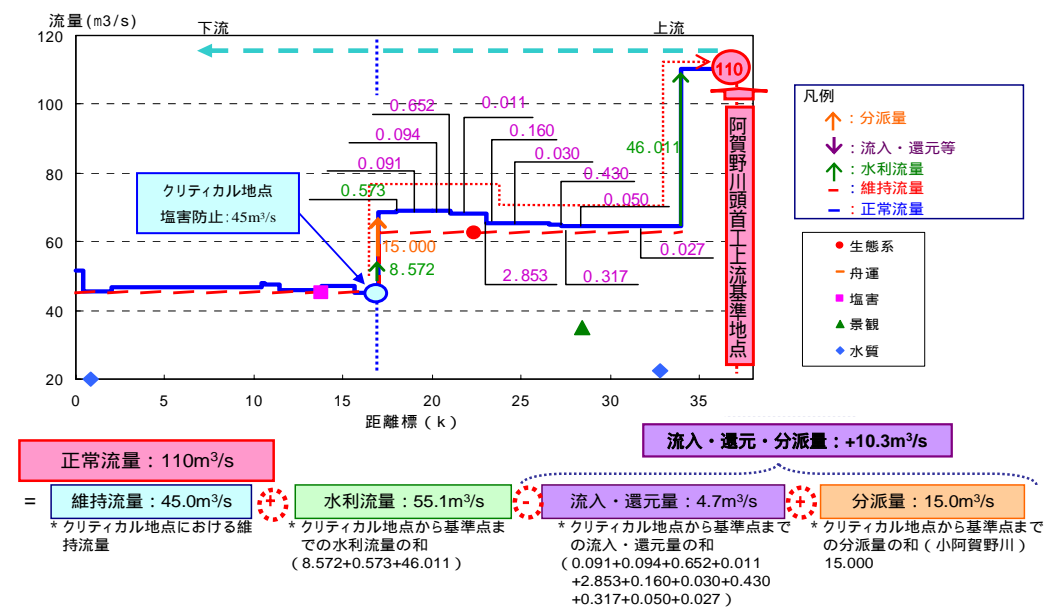 流量(m3/s)
下流
上流
120
100
80
60
40
20
0
5
10
15
20
25
30
35
距離標(k)
110
阿賀野川頭首工上流基準地点
クリティカル地点
塩害防止:45m³/s
0.652
0.011
0.094
0.160
0.091
0.030
0.573
0.430
0.050
46.011
15.000
8.572
2.853
0.317
0.027
凡例
:分派量
:流入・還元等
:水利流量
:維持流量
:正常流量
生態系
舟運
塩害
景観
水質
流入・還元・分派量:+10.3m³/s
正常流量:110m³/s
= 維持流量:45.0m³/s + 水利流量:55.1m³/s - 流入・還元量:4.7m³/s + 分派量:15.0m³/s
*クリティカル地点における維
持流量
*クリティカル地点から基準点ま
での水利流量の和
(8.572+0.573+46.011)
*クリティカル地点から基準点まで
の流入・還元量の和
(0.091+0.094+0.652+0.011
+2.853+0.160+0.030+0.430
+0.317+0.050+0.027)
*クリティカル地点から基準点まで
の分派量の和(小阿賀野川)
15.000